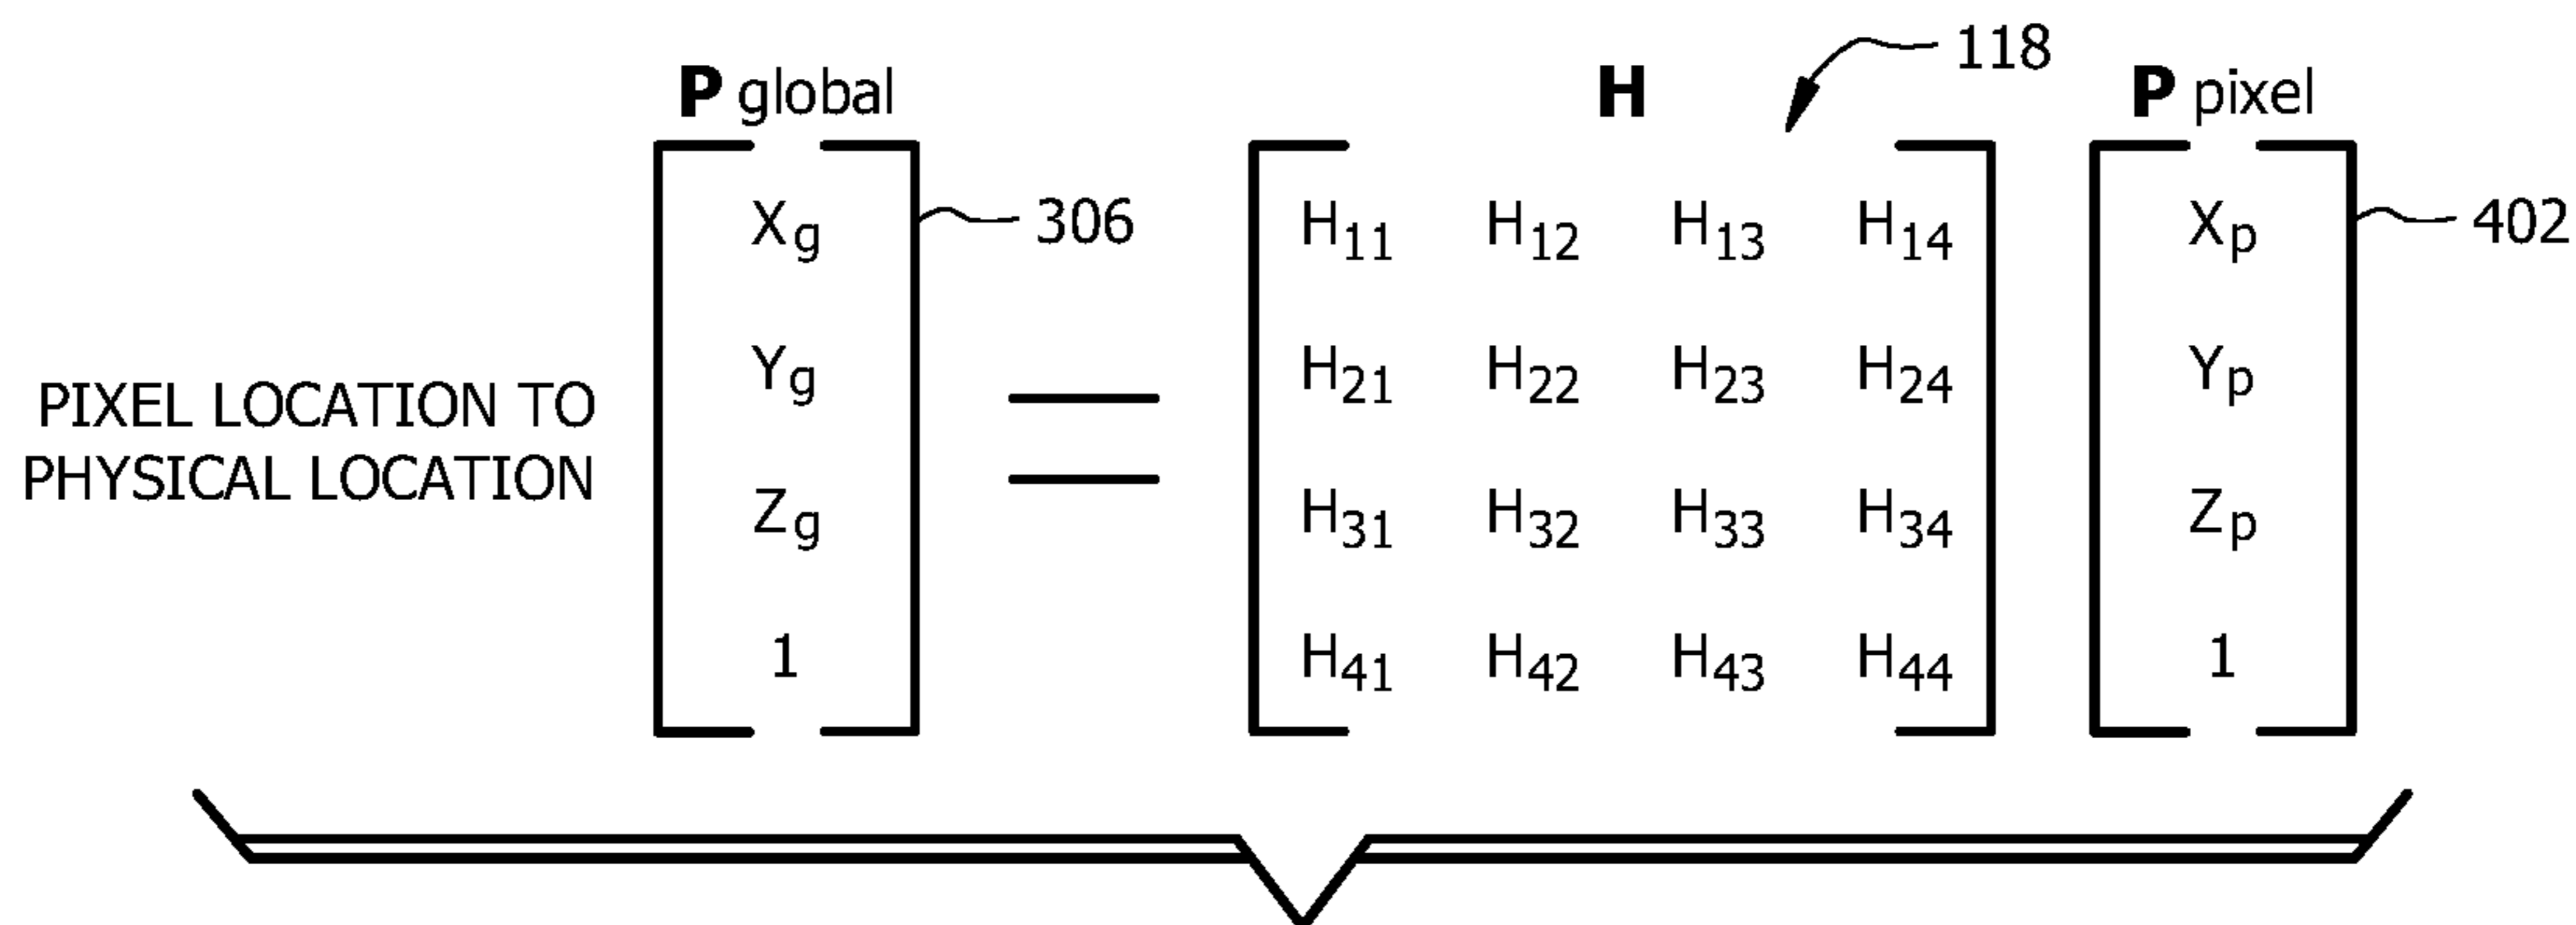 118
P global H P pixel
Xg 306 H11 H12 H13 H14 Xp 402
Yg H21 H22 H23 H24 Yp
PIXEL LOCATION TO =
PHYSICAL LOCATION
Zg H31 H32 H33 H34 Zp
1 H41 H42 H43 H44 1